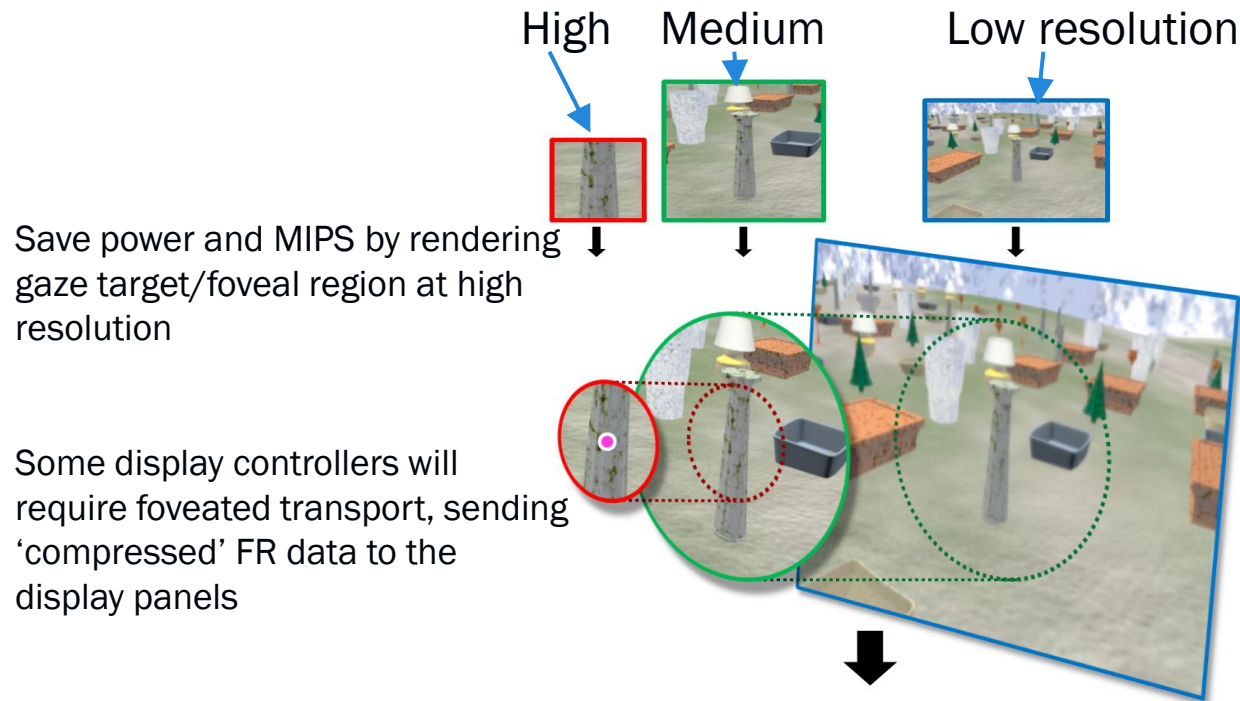 High Medium Low resolution
Save power and MIPS by rendering
gaze target/foveal region at high
resolution
Some display controllers will
require foveated transport, sending
‘compressed’ FR data to the
display panels